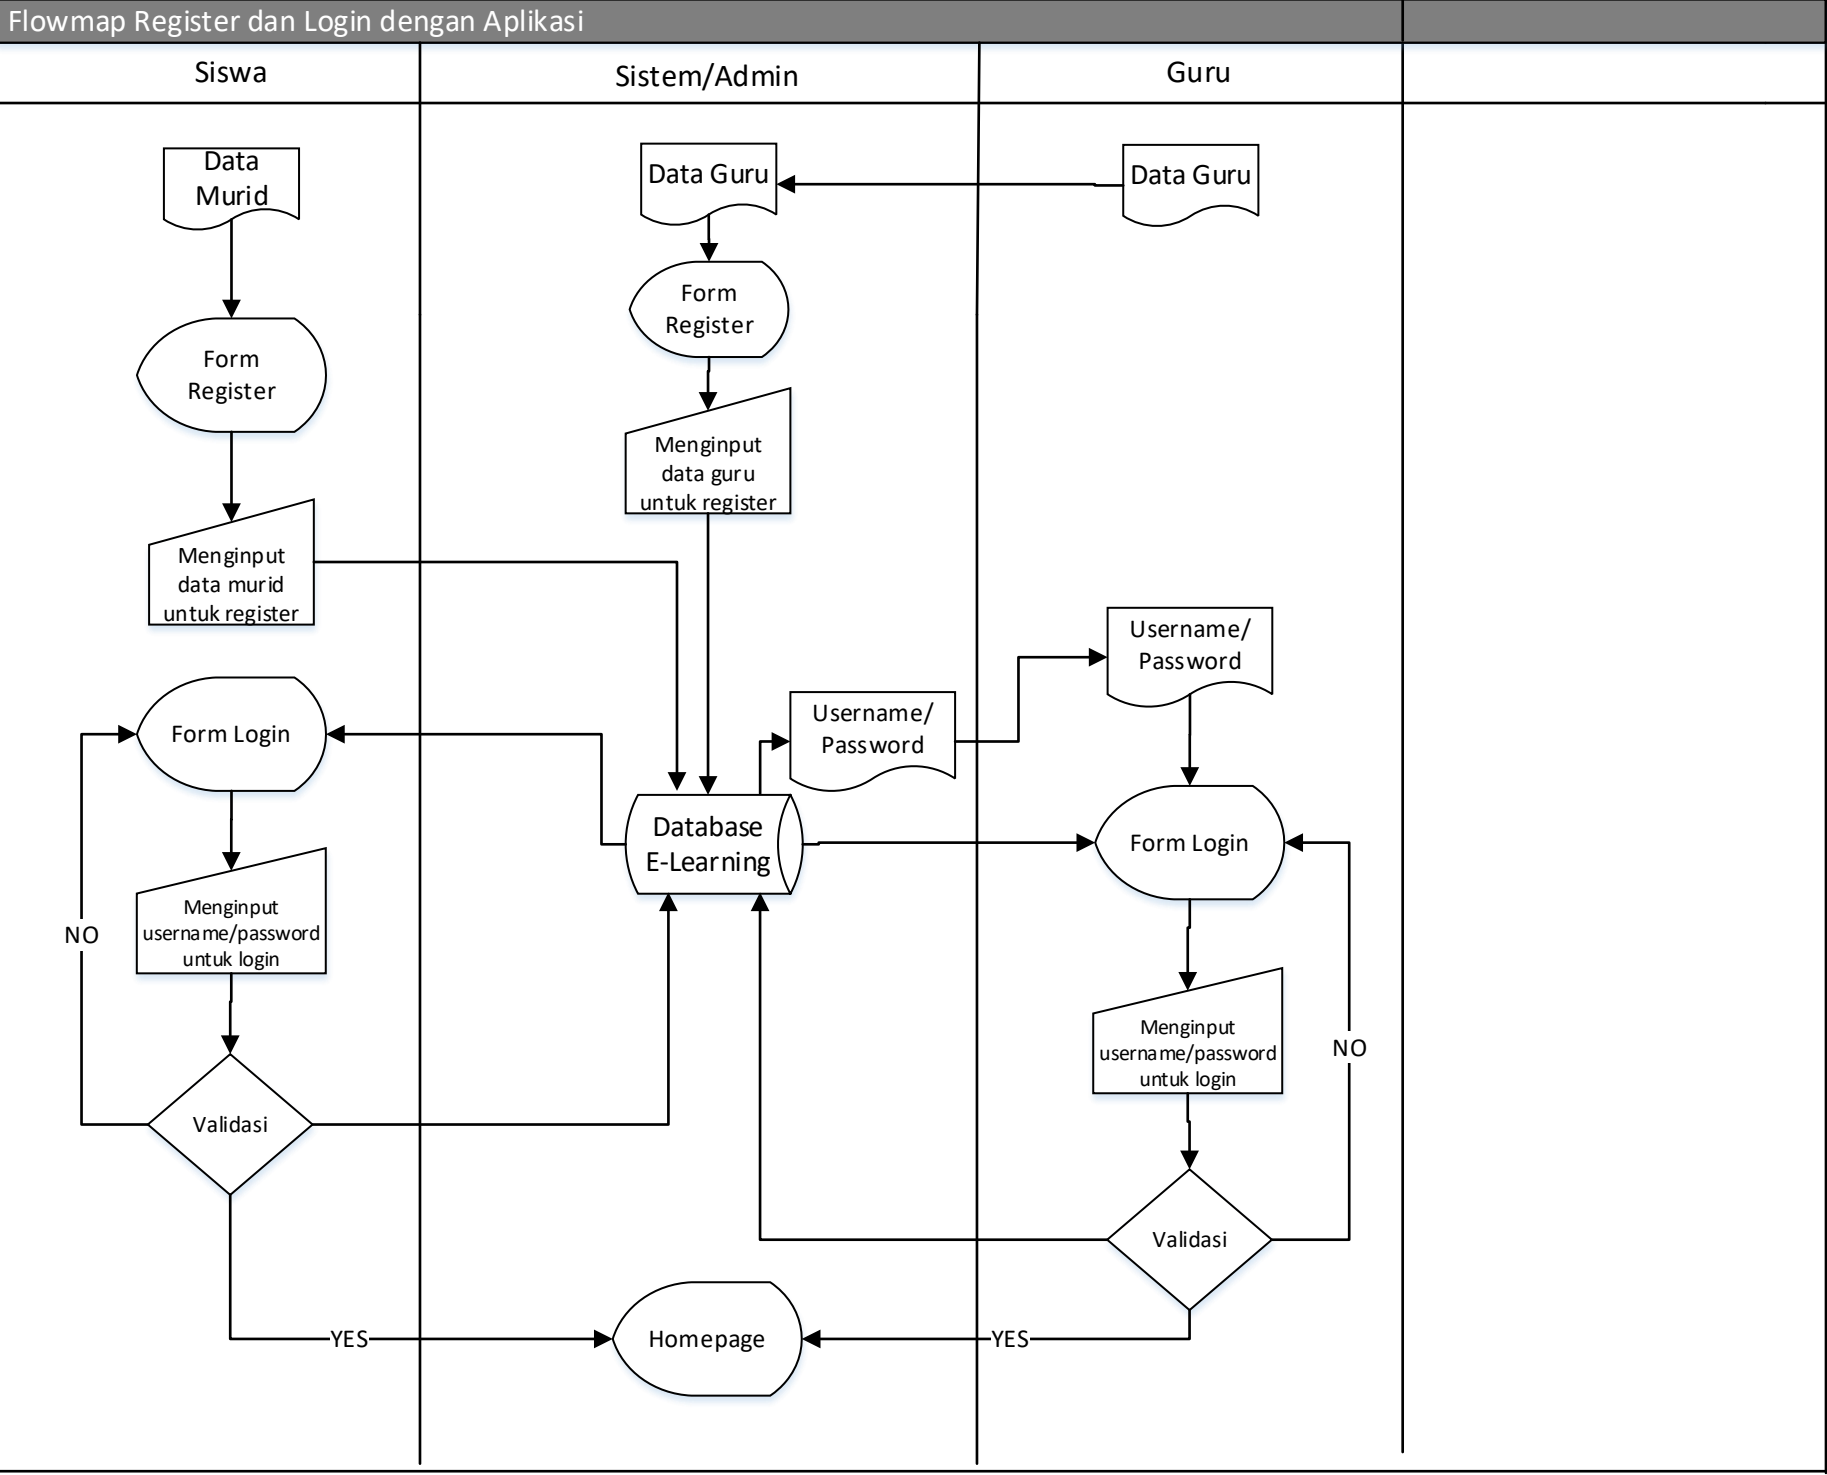 Flowmap Register dan Login dengan Aplikasi
Siswa
Sistem/Admin
Guru
Data
Murid
Form
Register
Menginput
data murid
untuk register
Form Login
Menginput
username/password
untuk login
NO
Validasi
YES
Data Guru
Form
Register
Menginput
data guru
untuk register
Username/
Password
Database
E-Learning
Homepage
Data Guru
Username/
Password
Form Login
Menginput
username/password
untuk login
NO
Validasi
YES